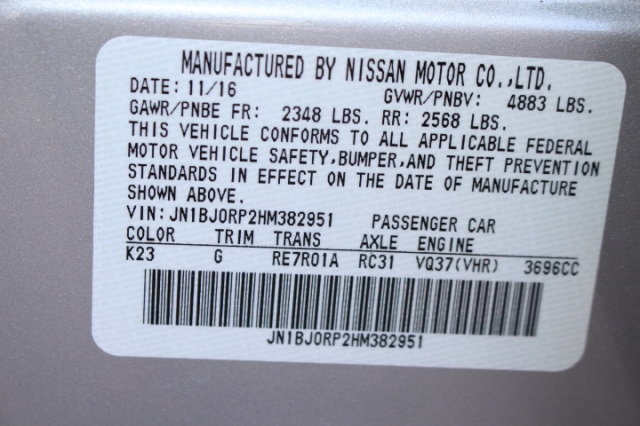 MANUFACTURED BY NISSAN MOTOR CO.,LTD.
DATE: 11/16 GVWR/PNBV: 4883 LBS.
GAWR/PNBE FR: 2348 LBS. RR: 2568 LBS.
THIS VEHICLE CONFORMS TO ALL APPLICABLE FEDERAL
MOTOR VEHICLE SAFETY,BUMPER,AND THEFT PREVENTION
STANDARDS IN EFFECT ON THE DATE OF MANUFACTURE
SHOWN ABOVE.
VIN:JN1BJ0RP2HM382951 PASSENGER CAR
COLOR TRIM TRANS AXLE ENGINE
K23 G RE7R01A RC31 VQ37(VHR) 3696CC
JN1BJ0RP2HM382951